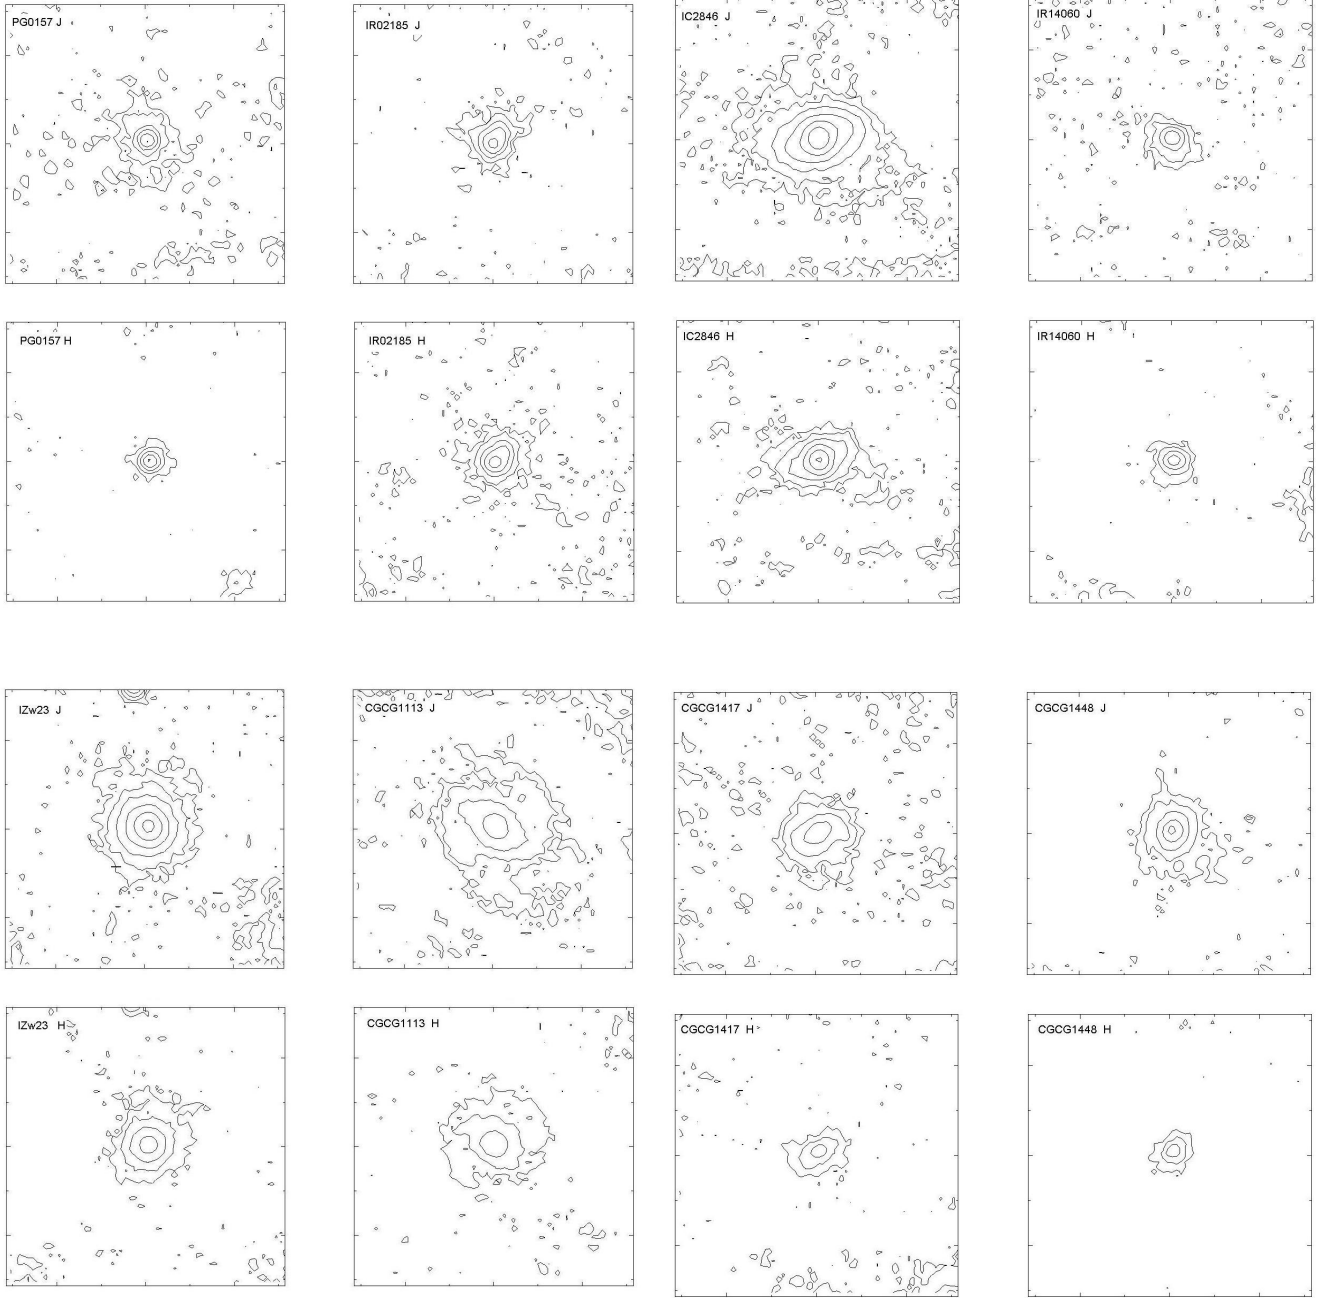 PG0157 J
IR02185 J
IC2846 J
IR14060 J
PG0157 H
IR02185 H
IC2846 H
IR14060 H
IZw23 J
CGCG1113 J
CGCG1417 J
CGCG1448 J
IZw23 H
CGCG1113 H
CGCG1417 H
CGCG1448 H